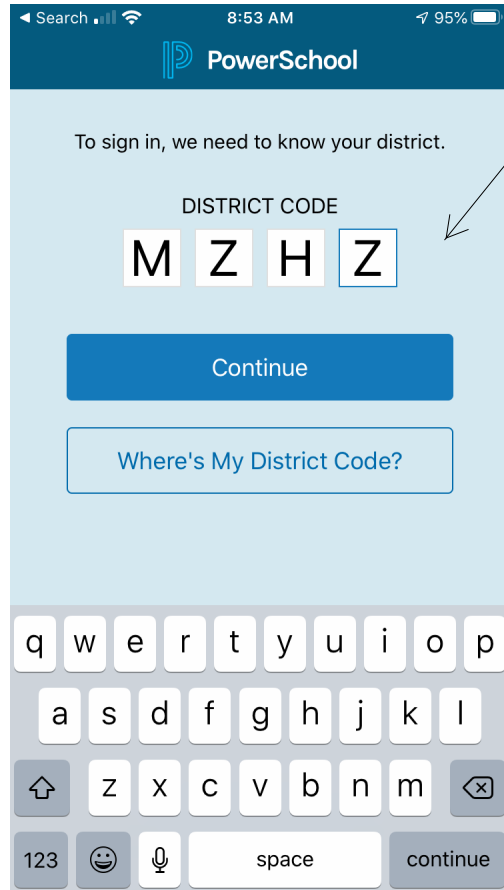 Search 8:53 AM 95%
PowerSchool
To sign in, we need to know your district.
DISTRICT CODE
M Z H Z
Continue
Where's My District Code?
q w e r t y u i o p
a s d f g h j k l
z x c v b n m
123 space continue